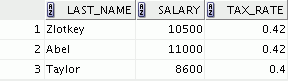 LAST_NAME SALARY TAX_RATE
1 Zlotkey 10500 0.42
2 Abel 11000 0.42
3 Taylor 8600 0.4